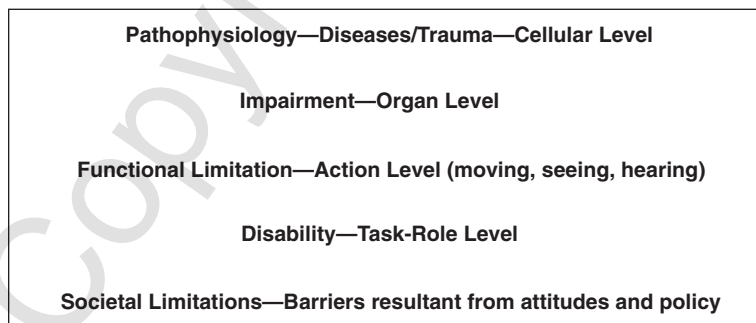 Pathophysiology—Diseases/Trauma—Cellular Level
Impairment—Organ Level
Functional Limitation—Action Level (moving, seeing, hearing)
Disability—Task-Role Level
Societal Limitations—Barriers resultant from attitudes and policy
Copy